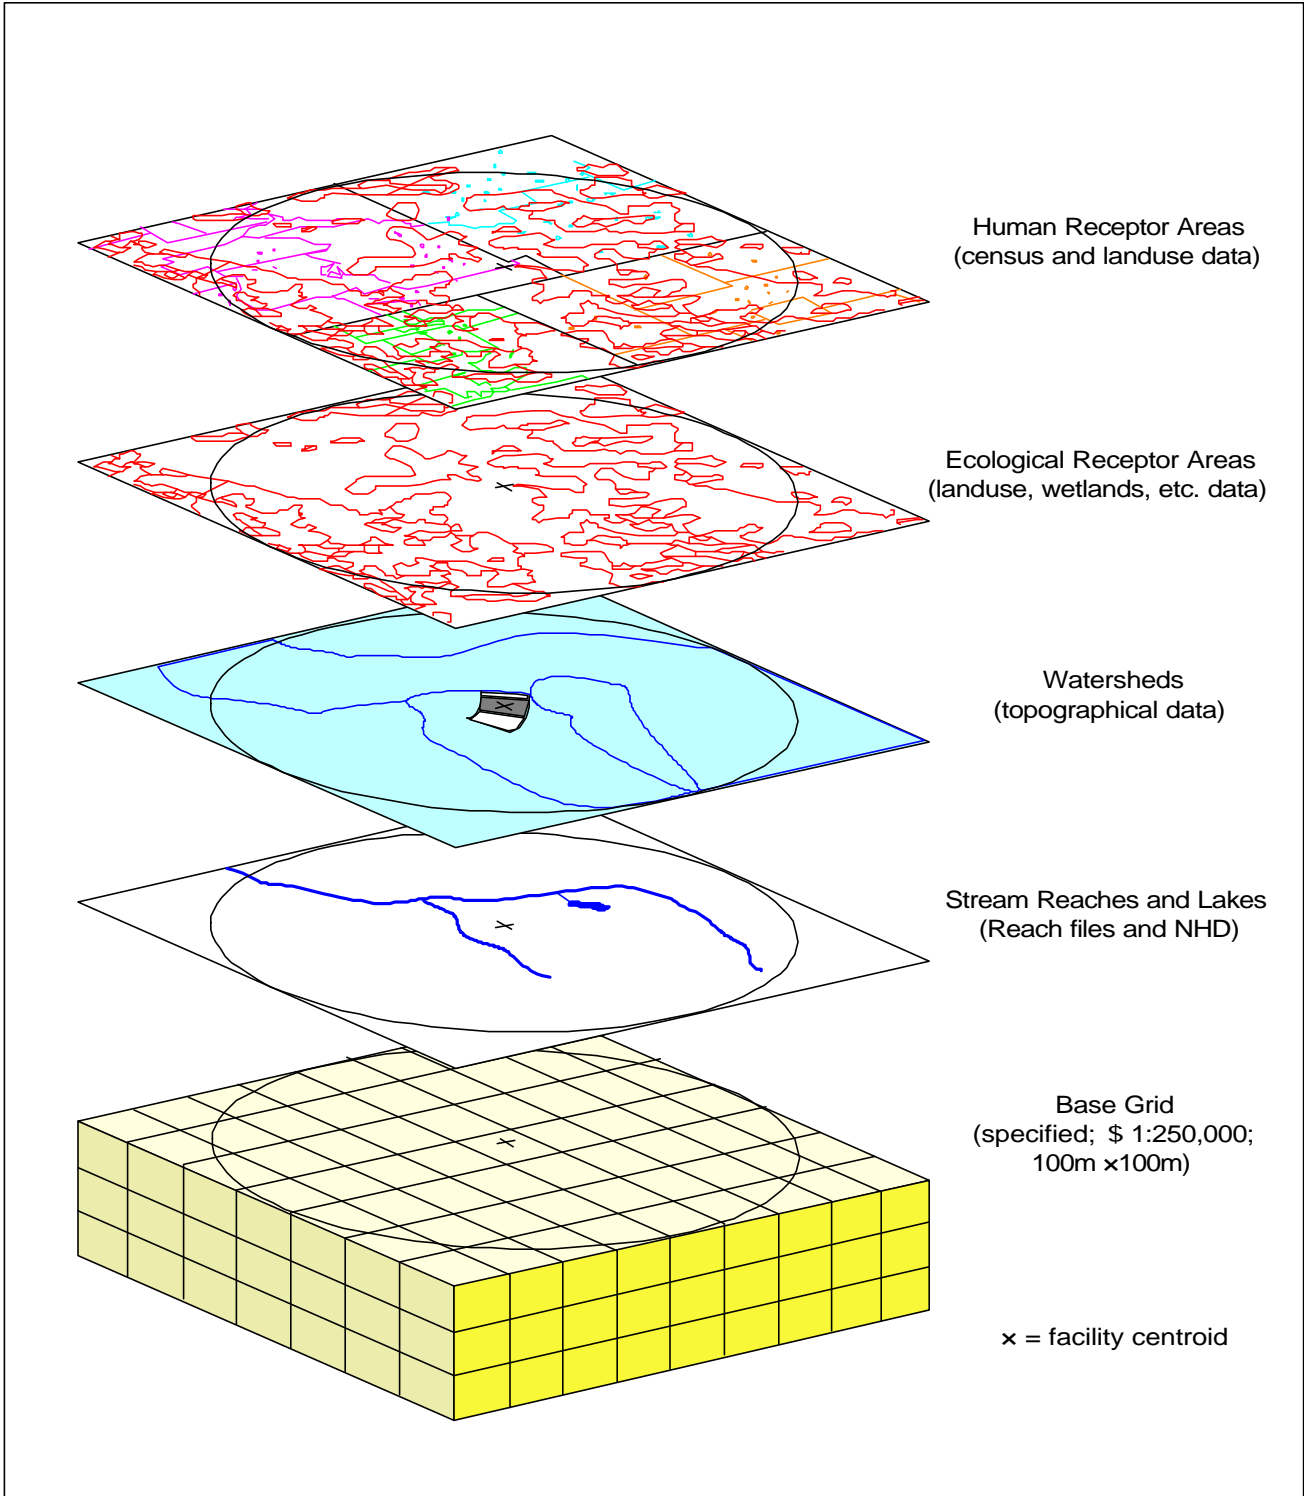 Human Receptor Areas
(census and landuse data)
Ecological Receptor Areas
(landuse, wetlands, etc. data)
Watersheds
(topographical data)
Stream Reaches and Lakes
(Reach files and NHD)
Base Grid
(specified; $ 1:250,000;
100m ×100m)
× = facility centroid